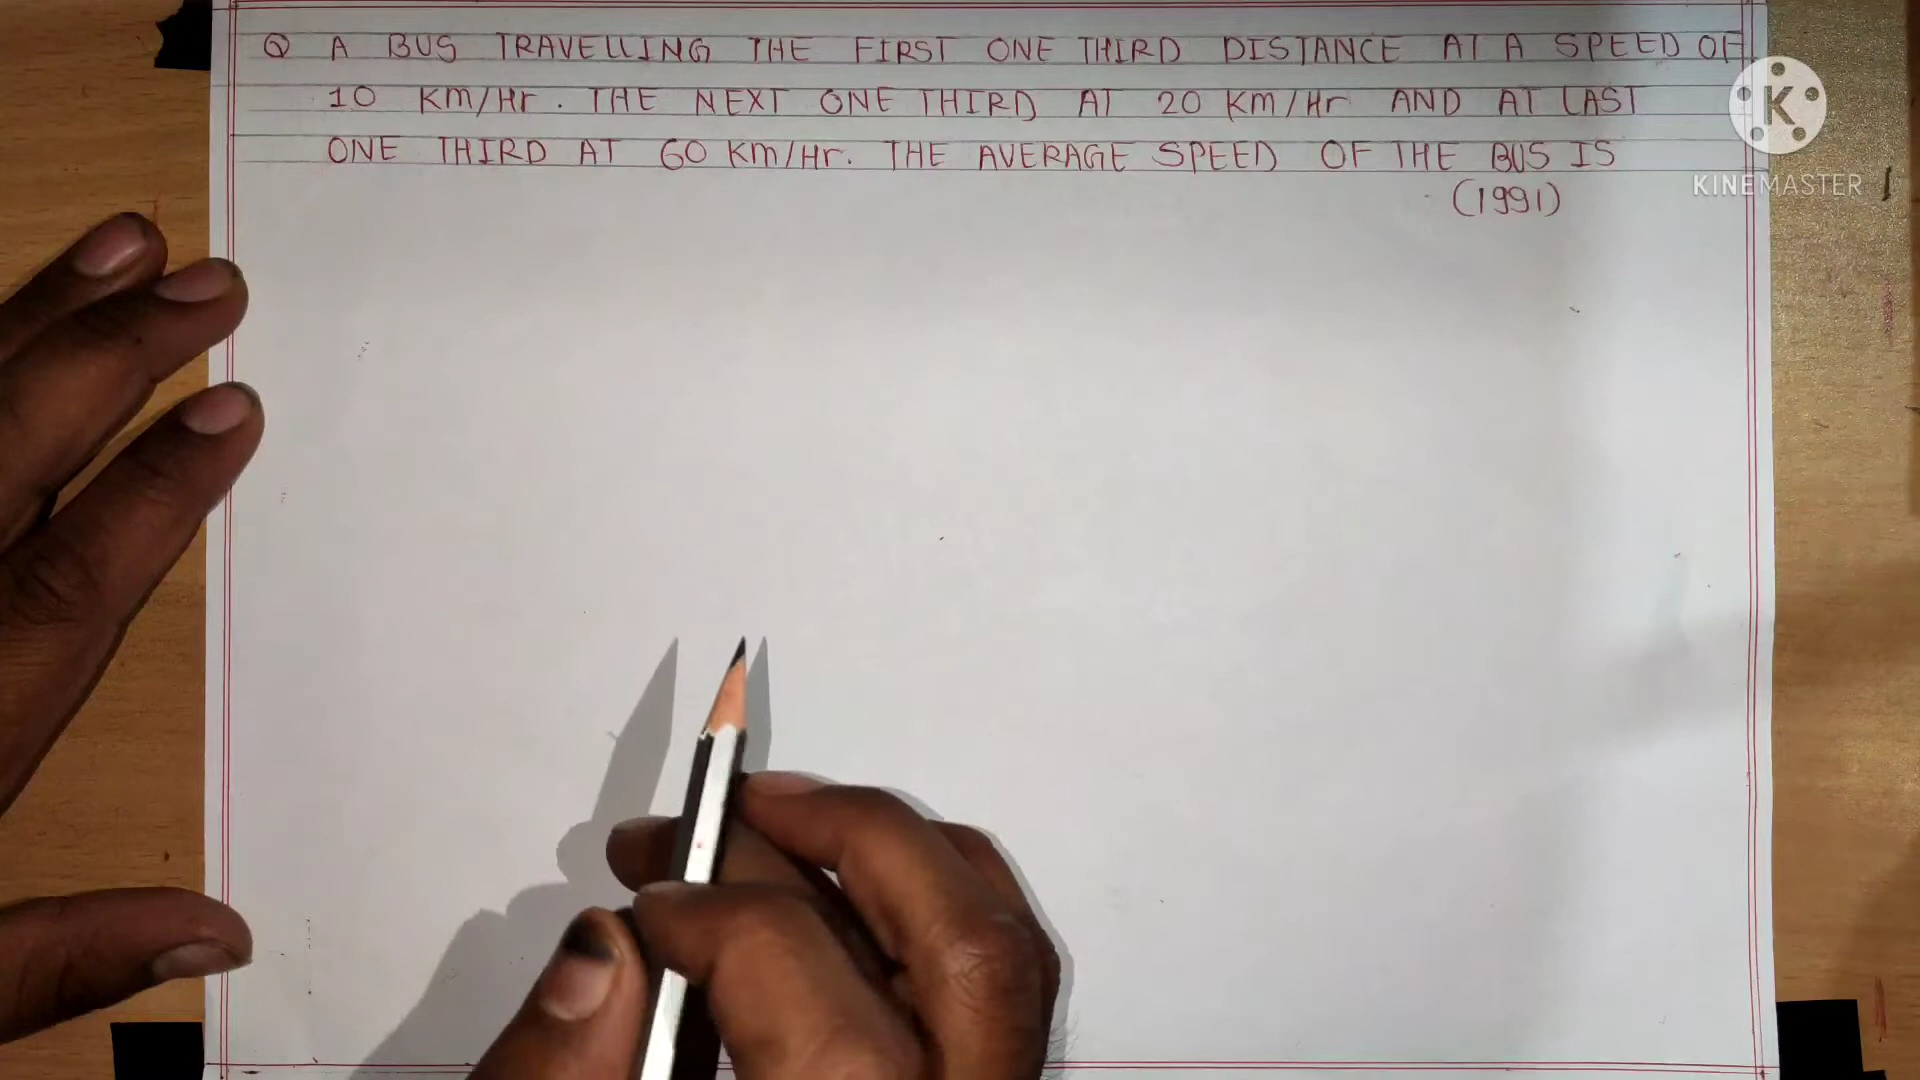 Q A BUS TRAVELLING THE FIRST ONE THIRD DISTANCE AT A SPEED OF
10 Km/Hr. THE NEXT ONE THIRD AT 20 Km/Hr AND AT LAST
ONE THIRD AT 60 Km/Hr. THE AVERAGE SPEED OF THE BUS IS
(1991)
K
KINEMASTER